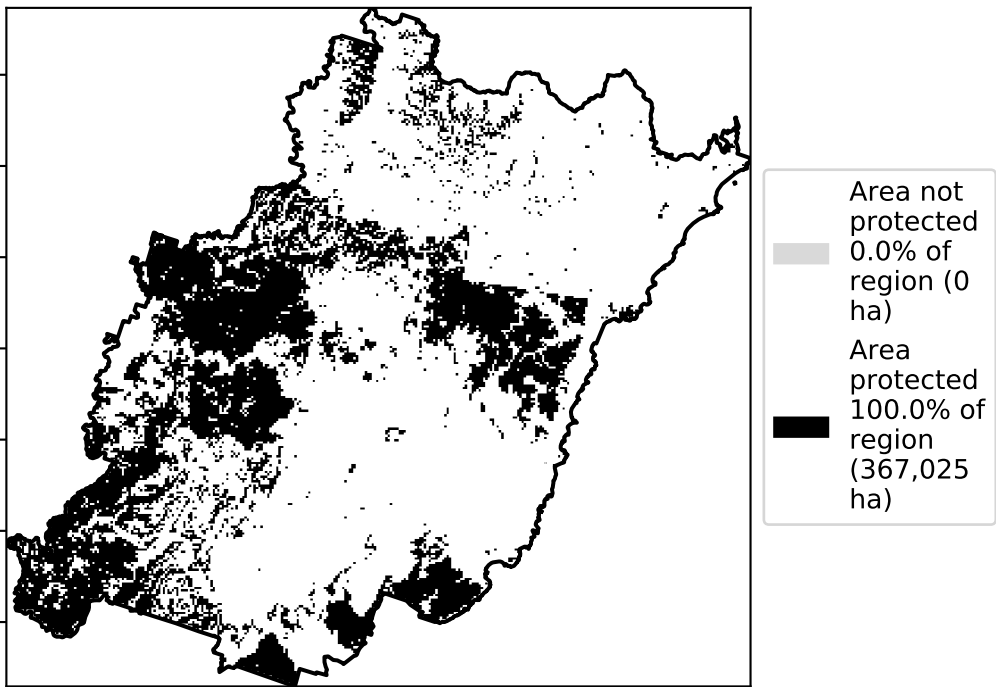 Area not
protected
0.0% of
region (0
ha)
Area
protected
100.0% of
region
(367,025
ha)